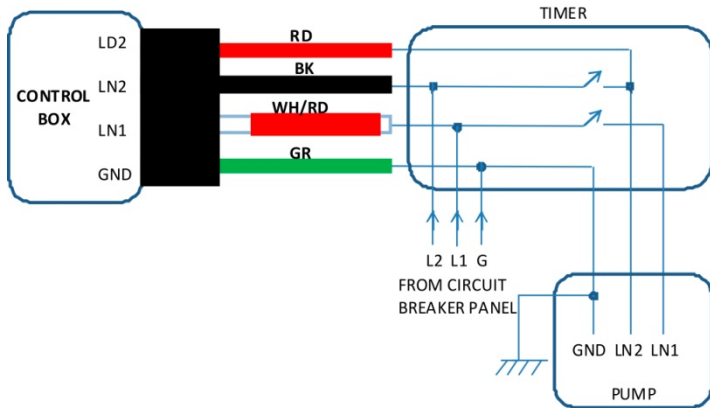 TIMER
RD
LD2
BK
LN2
CONTROL
BOX
WH/RD
LN1
GR
GND
L2 L1 G
FROM CIRCUIT
BREAKER PANEL
GND LN2 LN1
PUMP